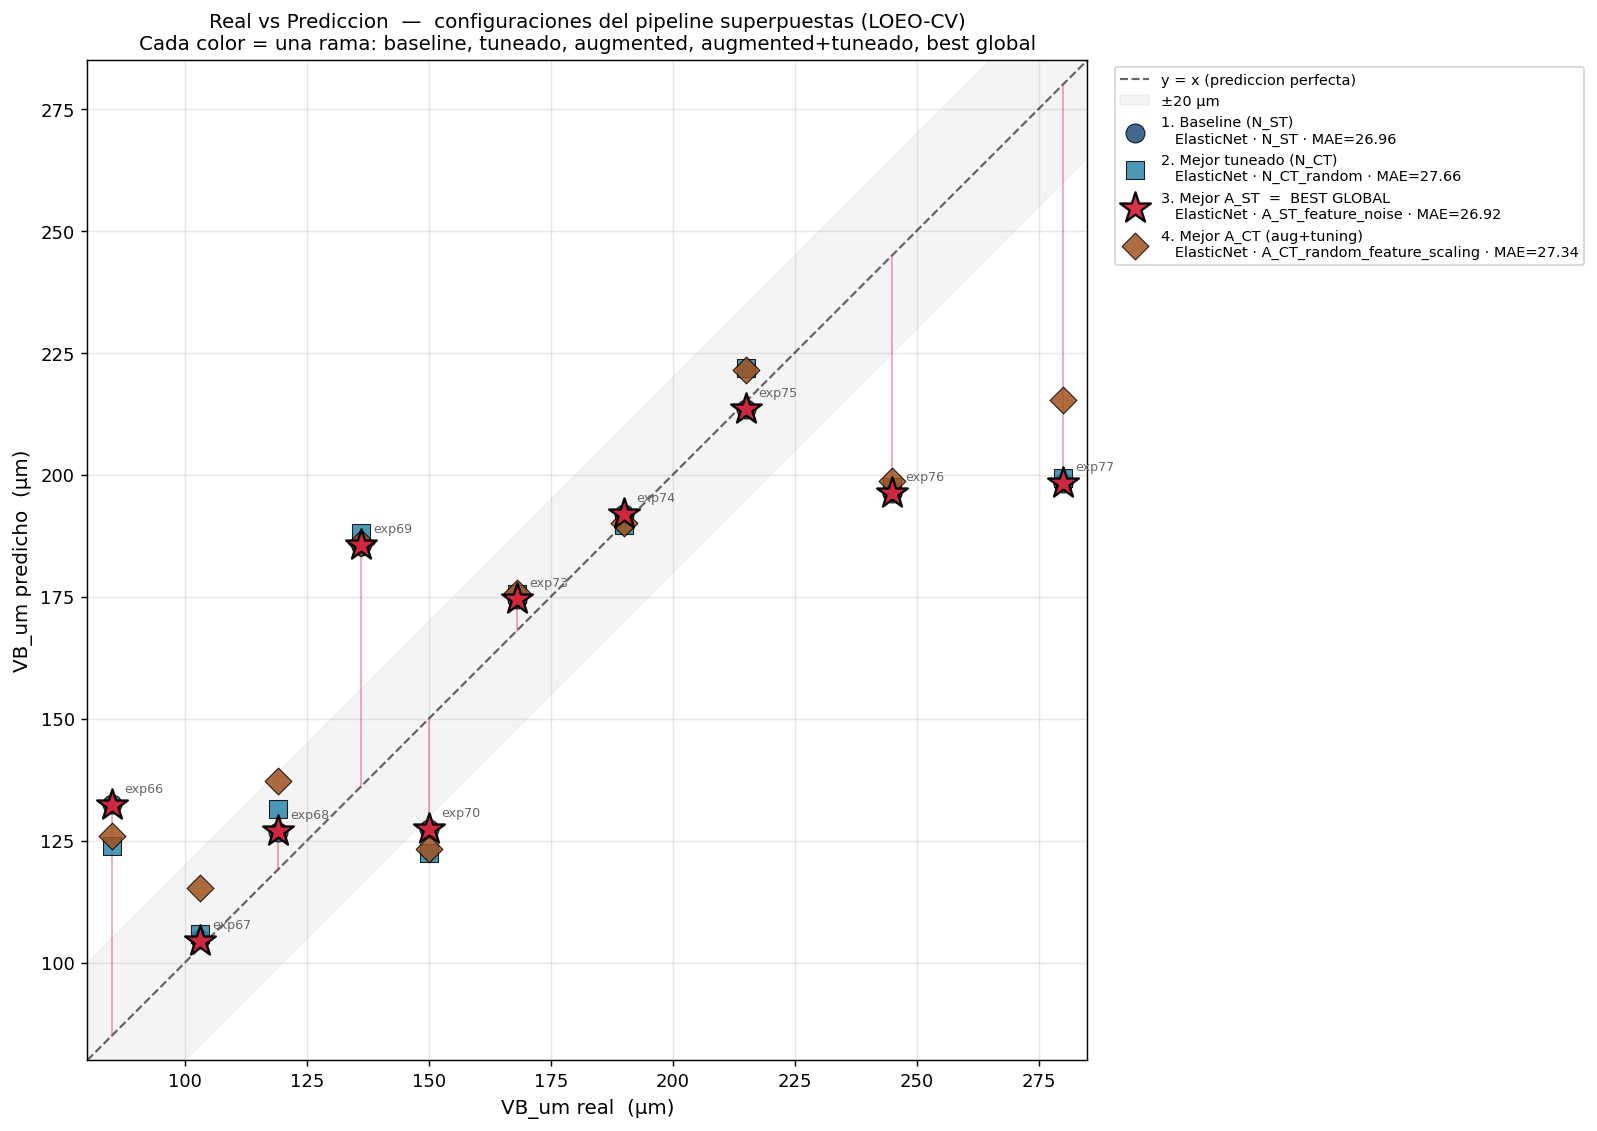 Real vs Prediccion  —  configuraciones del pipeline superpuestas (LOEO-CV)
Cada color = una rama: baseline, tuneado, augmented, augmented+tuneado, best global
y = x (prediccion perfecta)
±20 µm
1. Baseline (N_ST)
ElasticNet · N_ST · MAE=26.96
2. Mejor tuneado (N_CT)
ElasticNet · N_CT_random · MAE=27.66
3. Mejor A_ST  =  BEST GLOBAL
ElasticNet · A_ST_feature_noise · MAE=26.92
4. Mejor A_CT (aug+tuning)
ElasticNet · A_CT_random_feature_scaling · MAE=27.34
VB_um predicho  (µm)
275
250
225
200
175
150
125
100
exp66
exp67
exp68
exp69
exp70
exp73
exp74
exp75
exp76
exp77
100 125 150 175 200 225 250 275
VB_um real  (µm)